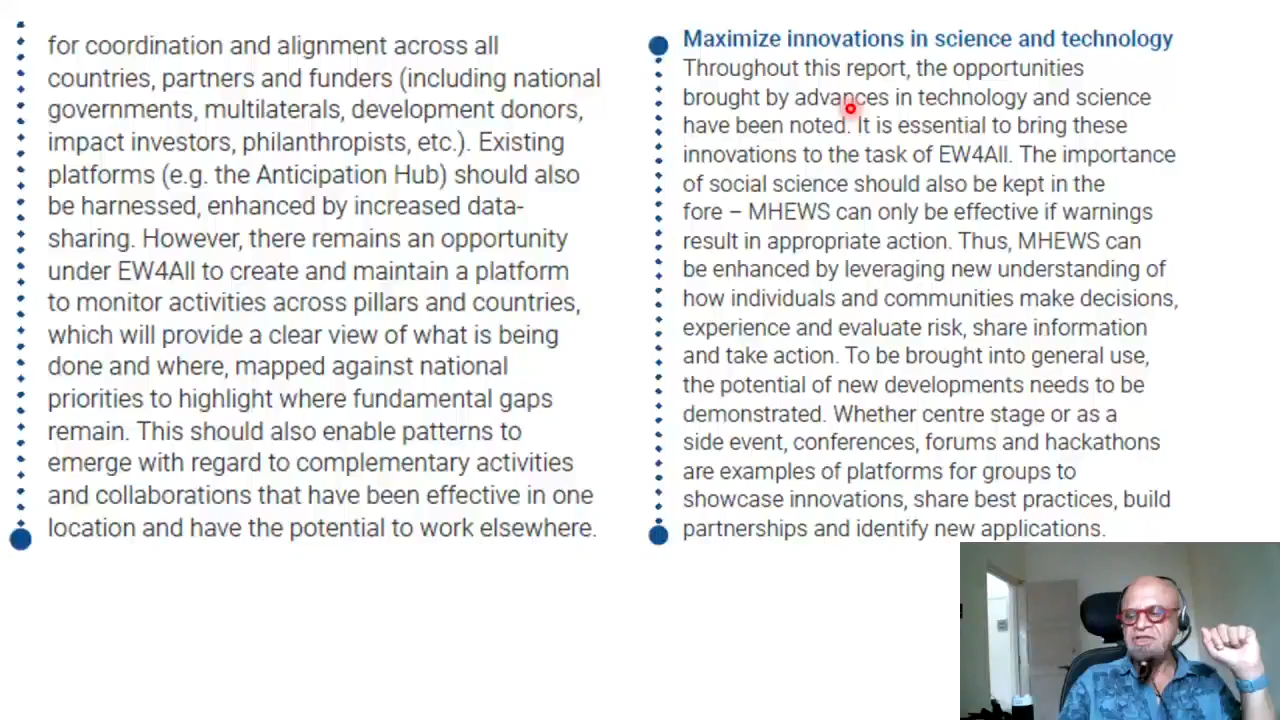 for coordination and alignment across all
countries, partners and funders (including national
governments, multilaterals, development donors,
impact investors, philanthropists, etc.). Existing
platforms (e.g. the Anticipation Hub) should also
be harnessed, enhanced by increased data-
sharing. However, there remains an opportunity
under EW4All to create and maintain a platform
to monitor activities across pillars and countries,
which will provide a clear view of what is being
done and where, mapped against national
priorities to highlight where fundamental gaps
remain. This should also enable patterns to
emerge with regard to complementary activities
and collaborations that have been effective in one
location and have the potential to work elsewhere.
Maximize innovations in science and technology
Throughout this report, the opportunities
brought by advances in technology and science
have been noted. It is essential to bring these
innovations to the task of EW4All. The importance
of social science should also be kept in the
fore – MHEWS can only be effective if warnings
result in appropriate action. Thus, MHEWS can
be enhanced by leveraging new understanding of
how individuals and communities make decisions,
experience and evaluate risk, share information
and take action. To be brought into general use,
the potential of new developments needs to be
demonstrated. Whether centre stage or as a
side event, conferences, forums and hackathons
are examples of platforms for groups to
showcase innovations, share best practices, build
partnerships and identify new applications.